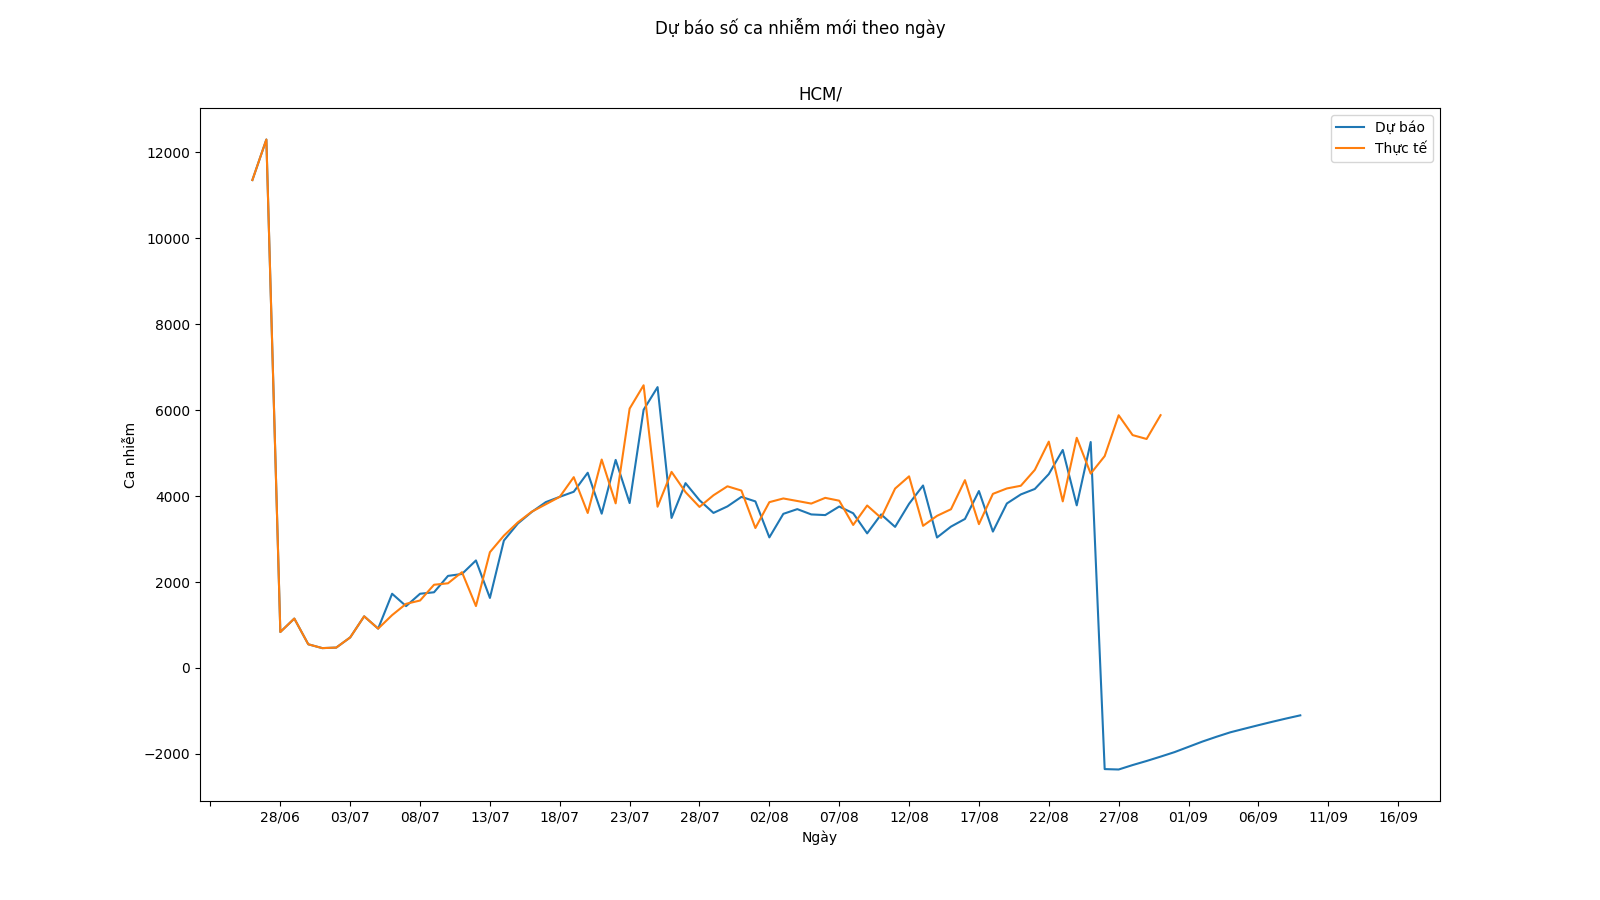 Dự báo số ca nhiễm mới theo ngày
HCM/
Dự báo
Thực tế
12000
10000
8000
6000
4000
2000
0
−2000
Ca nhiễm
28/06 03/07 08/07 13/07 18/07 23/07 28/07 02/08 07/08 12/08 17/08 22/08 27/08 01/09 06/09 11/09 16/09
Ngày